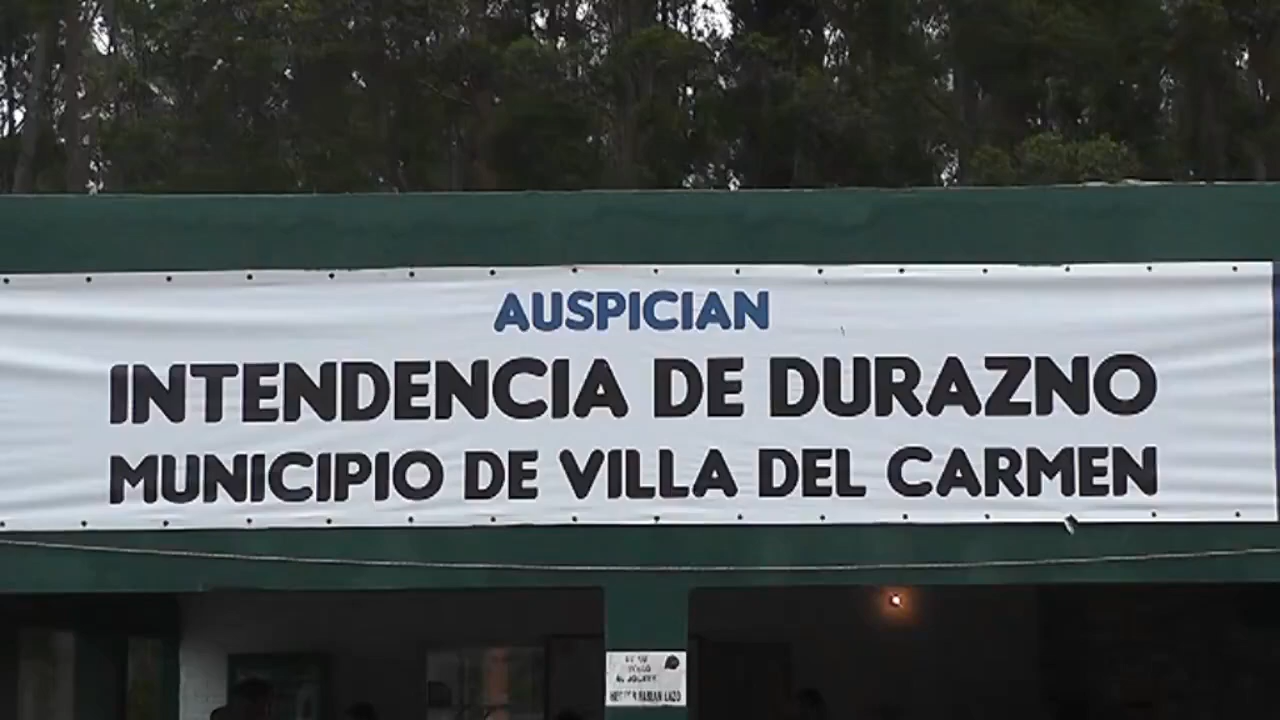 AUSPICIAN
INTENDENCIA DE DURAZNO
MUNICIPIO DE VILLA DEL CARMEN